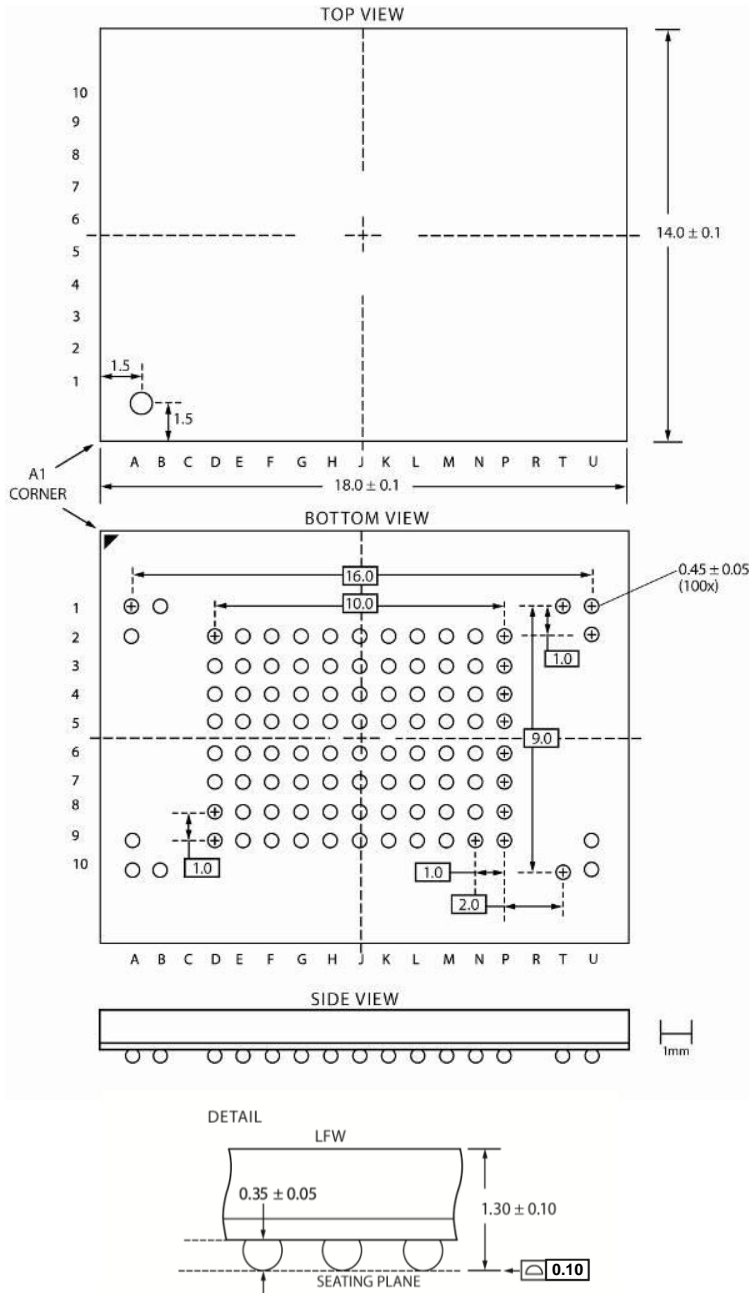 TOP VIEW
10
9
8
7
6
5
4
3
2
1
14.0 ± 0.1
1.5
1.5
A B C D E F G H J K L M N P R T U
A1
CORNER
18.0 ± 0.1
BOTTOM VIEW
16.0
0.45 ± 0.05
(100x)
10.0
1
2
3
4
5
6
7
8
9
10
1.0
9.0
1.0
1.0
2.0
A B C D E F G H J K L M N P R T U
SIDE VIEW
1mm
DETAIL
LFW
0.35 ± 0.05
1.30 ± 0.10
SEATING PLANE
0.10